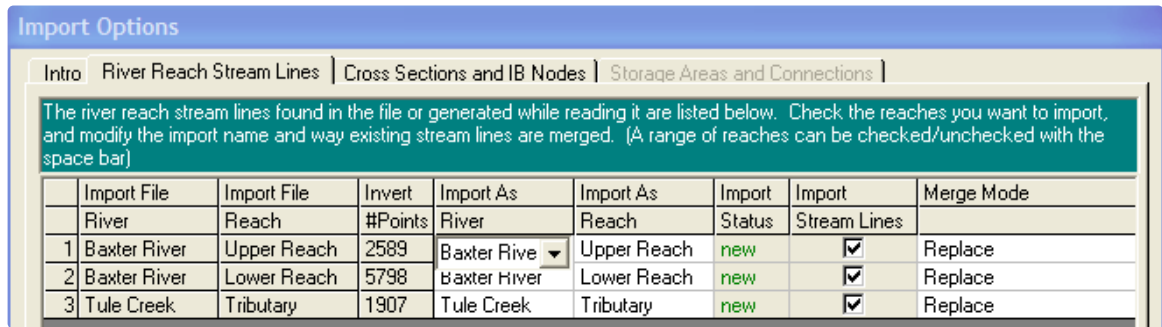 Import Options
Intro River Reach Stream Lines Cross Sections and IB Nodes Storage Areas and Connections
The river reach stream lines found in the file or generated while reading it are listed below. Check the reaches you want to import,
and modify the import name and way existing stream lines are merged. (A range of reaches can be checked/unchecked with the
space bar)
Import File Import File Invert Import As Import As Import Import Merge Mode
River Reach #Points River Reach Status Stream Lines
1 Baxter River Upper Reach 2589 Baxter Rive Upper Reach new Replace
2 Baxter River Lower Reach 5798 Baxter River Lower Reach new Replace
3 Tule Creek Tributary 1907 Tule Creek Tributary new Replace